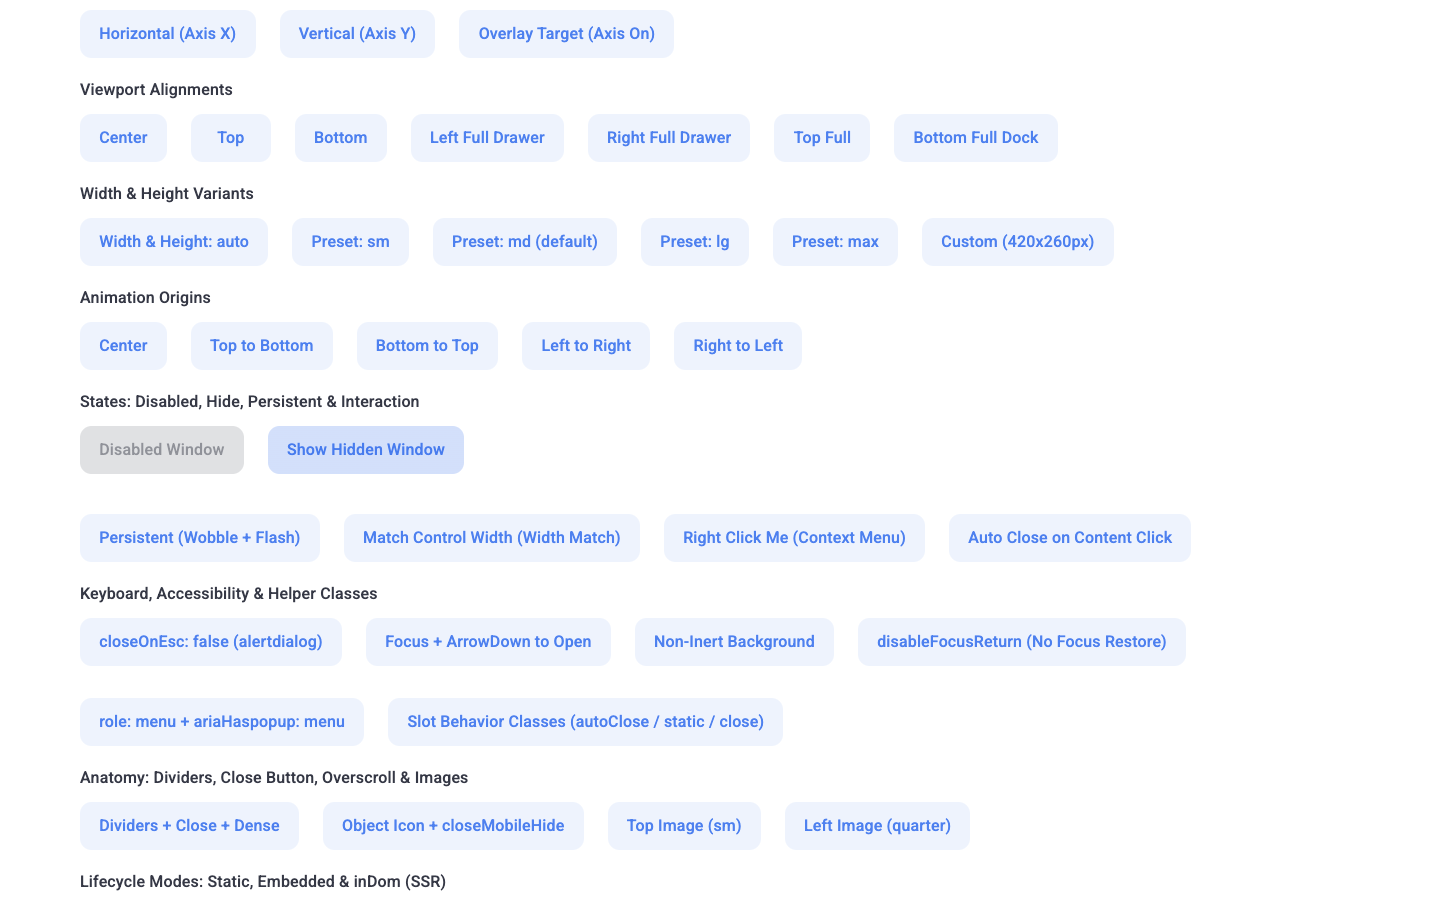 Horizontal (Axis X) Vertical (Axis Y) Overlay Target (Axis On)
Viewport Alignments
Center Top Bottom Left Full Drawer Right Full Drawer Top Full Bottom Full Dock
Width & Height Variants
Width & Height: auto Preset: sm Preset: md (default) Preset: lg Preset: max Custom (420x260px)
Animation Origins
Center Top to Bottom Bottom to Top Left to Right Right to Left
States: Disabled, Hide, Persistent & Interaction
Disabled Window Show Hidden Window
Persistent (Wobble + Flash) Match Control Width (Width Match) Right Click Me (Context Menu) Auto Close on Content Click
Keyboard, Accessibility & Helper Classes
closeOnEsc: false (alertdialog) Focus + ArrowDown to Open Non-Inert Background disableFocusReturn (No Focus Restore)
role: menu + ariaHaspopup: menu Slot Behavior Classes (autoClose / static / close)
Anatomy: Dividers, Close Button, Overscroll & Images
Dividers + Close + Dense Object Icon + closeMobileHide Top Image (sm) Left Image (quarter)
Lifecycle Modes: Static, Embedded & inDom (SSR)